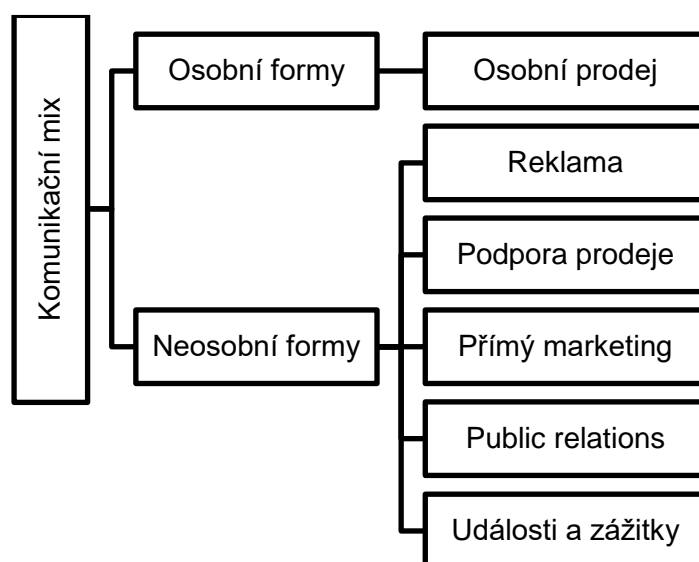 Komunikační mix
Osobní formy
Osobní prodej
Neosobní formy
Reklama
Podpora prodeje
Přímý marketing
Public relations
Události a zážitky